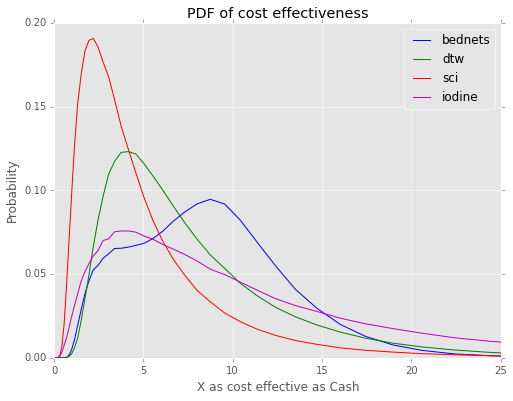 PDF of cost effectiveness
0.20
0.15
0.10
0.05
0.00
Probability
bednets
dtw
sci
iodine
0
5
10
15
20
25
X as cost effective as Cash